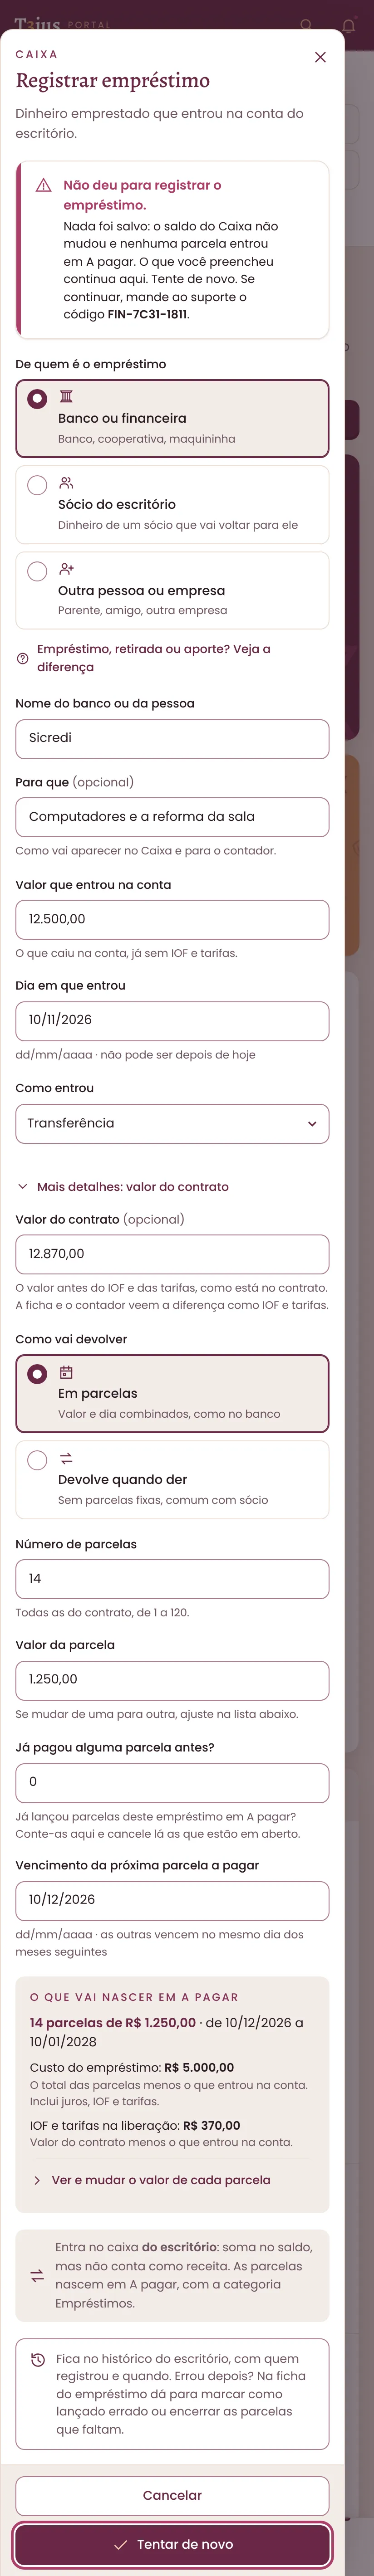 PORTAL
CAIXA
Registrar empréstimo
Dinheiro emprestado que entrou na conta do
escritório.
Não deu para registrar o
empréstimo.
Nada foi salvo: o saldo do Caixa não
mudou e nenhuma parcela entrou
em A pagar. O que você preencheu
continua aqui. Tente de novo. Se
continuar, mande ao suporte o
código FIN-7C31-1811.
De quem é o empréstimo
Banco ou financeira
Banco, cooperativa, maquininha
Sócio do escritório
Dinheiro de um sócio que vai voltar para ele
Outra pessoa ou empresa
Parente, amigo, outra empresa
Empréstimo, retirada ou aporte? Veja a
diferença
Nome do banco ou da pessoa
Sicredi
Para que (opcional)
Computadores e a reforma da sala
Como vai aparecer no Caixa e para o contador.
Valor que entrou na conta
12.500,00
O que caiu na conta, já sem IOF e tarifas.
Dia em que entrou
10/11/2026
dd/mm/aaaa · não pode ser depois de hoje
Como entrou
Transferência
Mais detalhes: valor do contrato
Valor do contrato (opcional)
12.870,00
O valor antes do IOF e das tarifas, como está no contrato.
A ficha e o contador veem a diferença como IOF e tarifas.
Como vai devolver
Em parcelas
Valor e dia combinados, como no banco
Devolve quando der
Sem parcelas fixas, comum com sócio
Número de parcelas
14
Todas as do contrato, de 1 a 120.
Valor da parcela
1.250,00
Se mudar de uma para outra, ajuste na lista abaixo.
Já pagou alguma parcela antes?
0
Já lançou parcelas deste empréstimo em A pagar?
Conte-as aqui e cancele lá as que estão em aberto.
Vencimento da próxima parcela a pagar
10/12/2026
dd/mm/aaaa · as outras vencem no mesmo dia dos
meses seguintes
O QUE VAI NASCER EM A PAGAR
14 parcelas de R$ 1.250,00 · de 10/12/2026 a
10/01/2028
Custo do empréstimo: R$ 5.000,00
O total das parcelas menos o que entrou na conta.
Inclui juros, IOF e tarifas.
IOF e tarifas na liberação: R$ 370,00
Valor do contrato menos o que entrou na conta.
Ver e mudar o valor de cada parcela
Entra no caixa do escritório: soma no saldo,
mas não conta como receita. As parcelas
nascem em A pagar, com a categoria
Empréstimos.
Fica no histórico do escritório, com quem
registrou e quando. Errou depois? Na ficha
do empréstimo dá para marcar como
lançado errado ou encerrar as parcelas
que faltam.
Cancelar
Tentar de novo